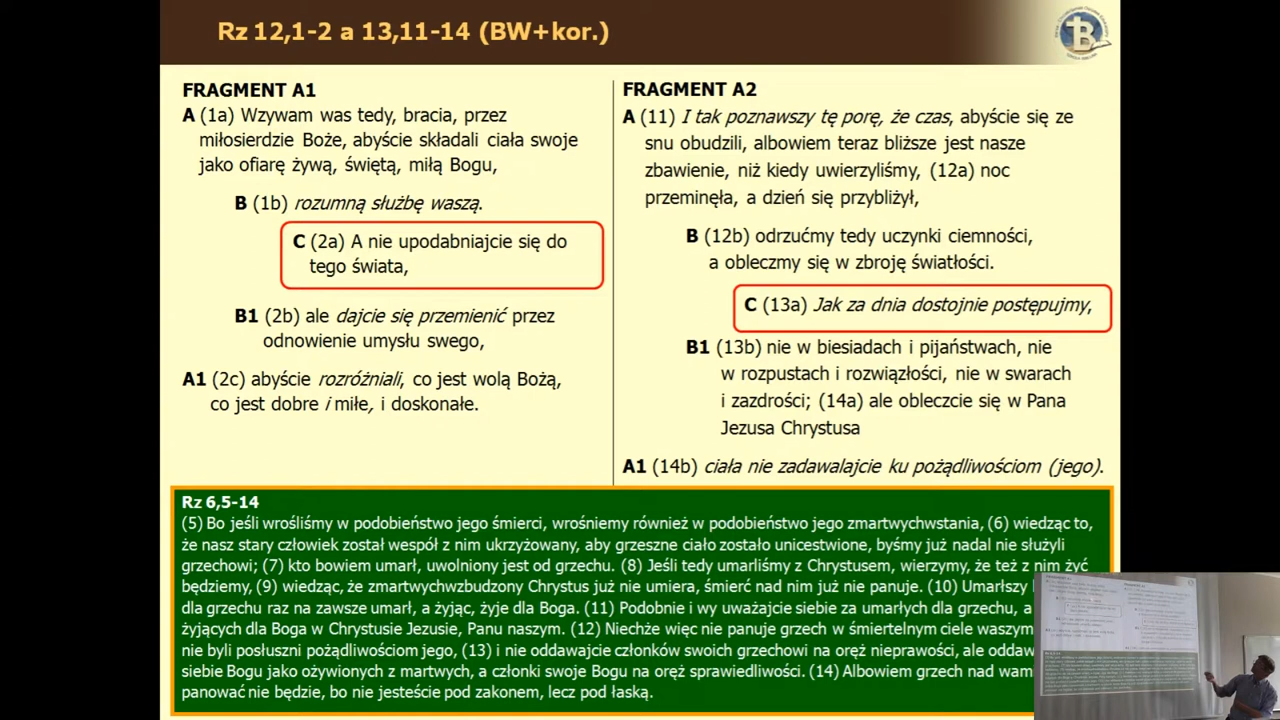 Rz 12,1-2 a 13,11-14 (BW+kor.)
FRAGMENT A1
A (1a) Wzywam was tedy, bracia, przez
miłosierdzie Boże, abyście składali ciała swoje
jako ofiarę żywą, świętą, miłą Bogu,
B (1b) rozumną służbę waszą.
C (2a) A nie upodabniajcie się do
tego świata,
B1 (2b) ale dajcie się przemienić przez
odnowienie umysłu swego,
A1 (2c) abyście rozróżniali, co jest wolą Bożą,
co jest dobre i miłe, i doskonałe.
FRAGMENT A2
A (11) I tak poznawszy tę porę, że czas, abyście się ze
snu obudzili, albowiem teraz bliższe jest nasze
zbawienie, niż kiedy uwierzyliśmy, (12a) noc
przeminęła, a dzień się przybliżył,
B (12b) odrzućmy tedy uczynki ciemności,
a obleczmy się w zbroję światłości.
C (13a) Jak za dnia dostojnie postępujmy,
B1 (13b) nie w biesiadach i pijaństwach, nie
w rozpustach i rozwiązłości, nie w swarach
i zazdrości; (14a) ale obleczcie się w Pana
Jezusa Chrystusa
A1 (14b) ciała nie zadawalajcie ku pożądliwościom (jego).
Rz 6,5-14
(5) Bo jeśli wrośliśmy w podobieństwo jego śmierci, wrośniemy również w podobieństwo jego zmartwychwstania, (6) wiedząc to,
że nasz stary człowiek został wespół z nim ukrzyżowany, aby grzeszne ciało zostało unicestwione, byśmy już nadal nie służyli
grzechowi; (7) kto bowiem umarł, uwolniony jest od grzechu. (8) Jeśli tedy umarliśmy z Chrystusem, wierzymy, że też z nim żyć
będziemy, (9) wiedząc, że zmartwychwzbudzony Chrystus już nie umiera, śmierć nad nim już nie panuje. (10) Umarłszy
dla grzechu raz na zawsze umarł, a żyjąc, żyje dla Boga. (11) Podobnie i wy uważajcie siebie za umarłych dla grzechu, a
żyjących dla Boga w Chrystusie Jezusie, Panu naszym. (12) Niechże więc nie panuje grzech w śmiertelnym ciele waszym
nie byli posłuszni pożądliwościom jego, (13) i nie oddawajcie członków swoich grzechowi na oręż nieprawości, ale oddaw
siebie Bogu jako ożywionych z martwych, a członki swoje Bogu na oręż sprawiedliwości. (14) Albowiem grzech nad wam
panować nie będzie, bo nie jesteście pod zakonem, lecz pod łaską.